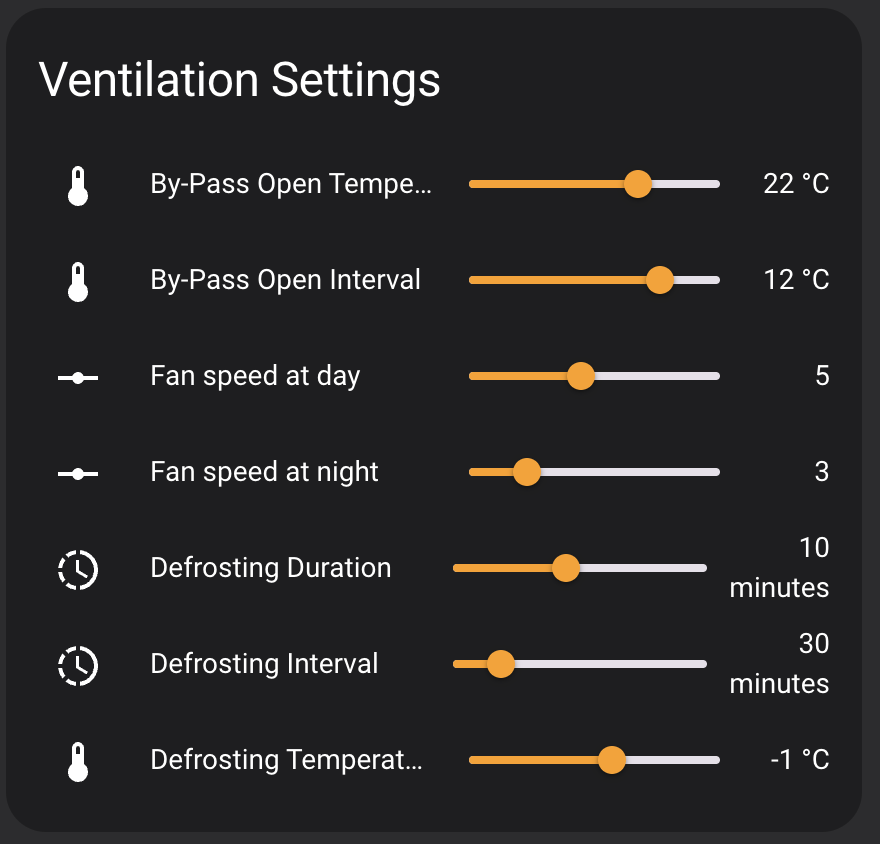 Ventilation Settings
By-Pass Open Tempe... 22 °C
By-Pass Open Interval 12 °C
Fan speed at day 5
Fan speed at night 3
Defrosting Duration 10 minutes
Defrosting Interval 30 minutes
Defrosting Temperat... -1 °C